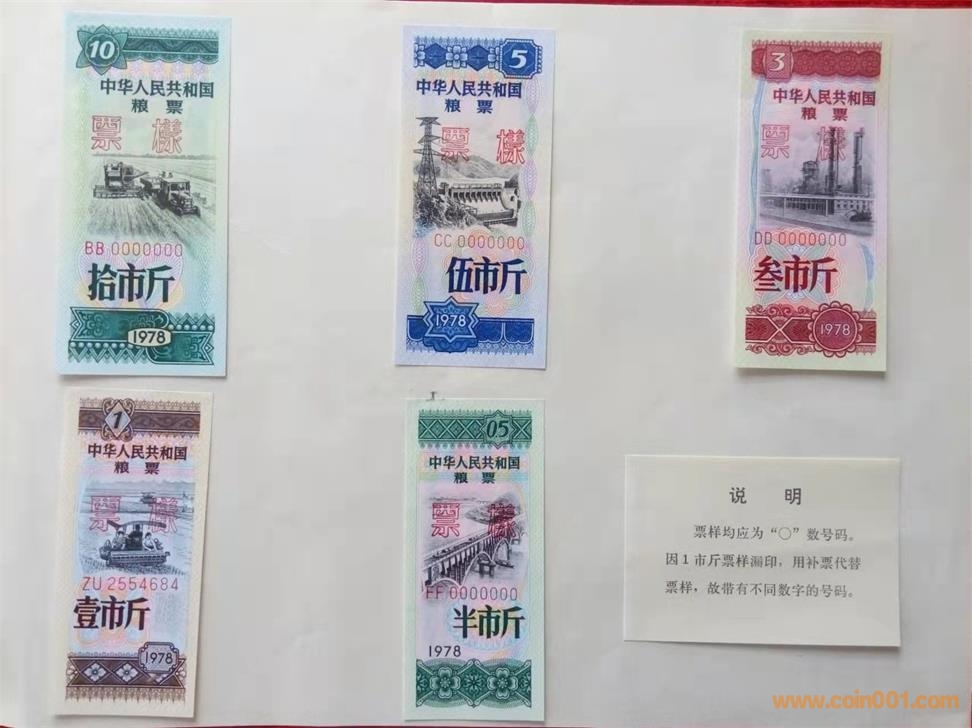 10
中华人民共和国
粮票
票樣
BB 0000000
拾市斤
1978
5
中华人民共和国
粮票
票樣
CC 0000000
伍市斤
1978
3
中华人民共和国
粮票
票樣
DD 0000000
叁市斤
1978
1
中华人民共和国
粮票
票樣
ZU 2554684
壹市斤
1978
05
中华人民共和国
粮票
票樣
FF 0000000
半市斤
1978
说 明
票样均应为“〇”数号码。
因1市斤票样漏印，用补票代替
票样，故带有不同数字的号码。
www.coin001.com